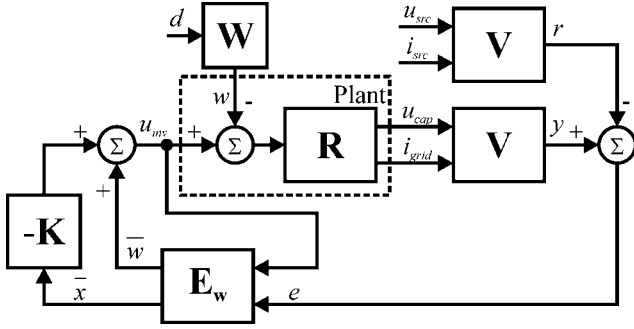 d
W
u_src
i_src
V
r
-
w
-
Plant
u_cap
i_grid
V
y
+
Σ
+
Σ
u_inv
+
Σ
R
+
-K
w̅
x̅
E_w
e